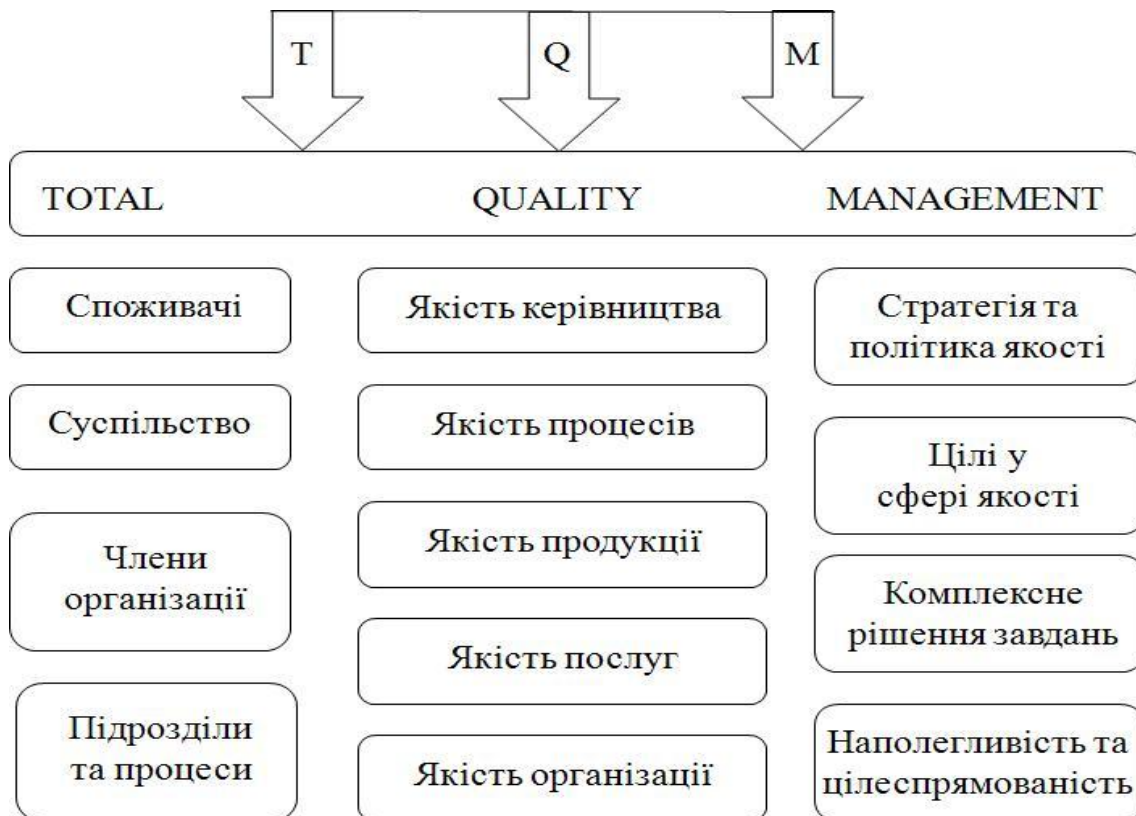 T
Q
M
TOTAL
QUALITY
MANAGEMENT
Споживачі
Суспільство
Члени
організації
Підрозділи
та процеси
Якість керівництва
Якість процесів
Якість продукції
Якість послуг
Якість організації
Стратегія та
політика якості
Цілі у
сфері якості
Комплексне
рішення завдань
Наполегливість та
цілеспрямованість